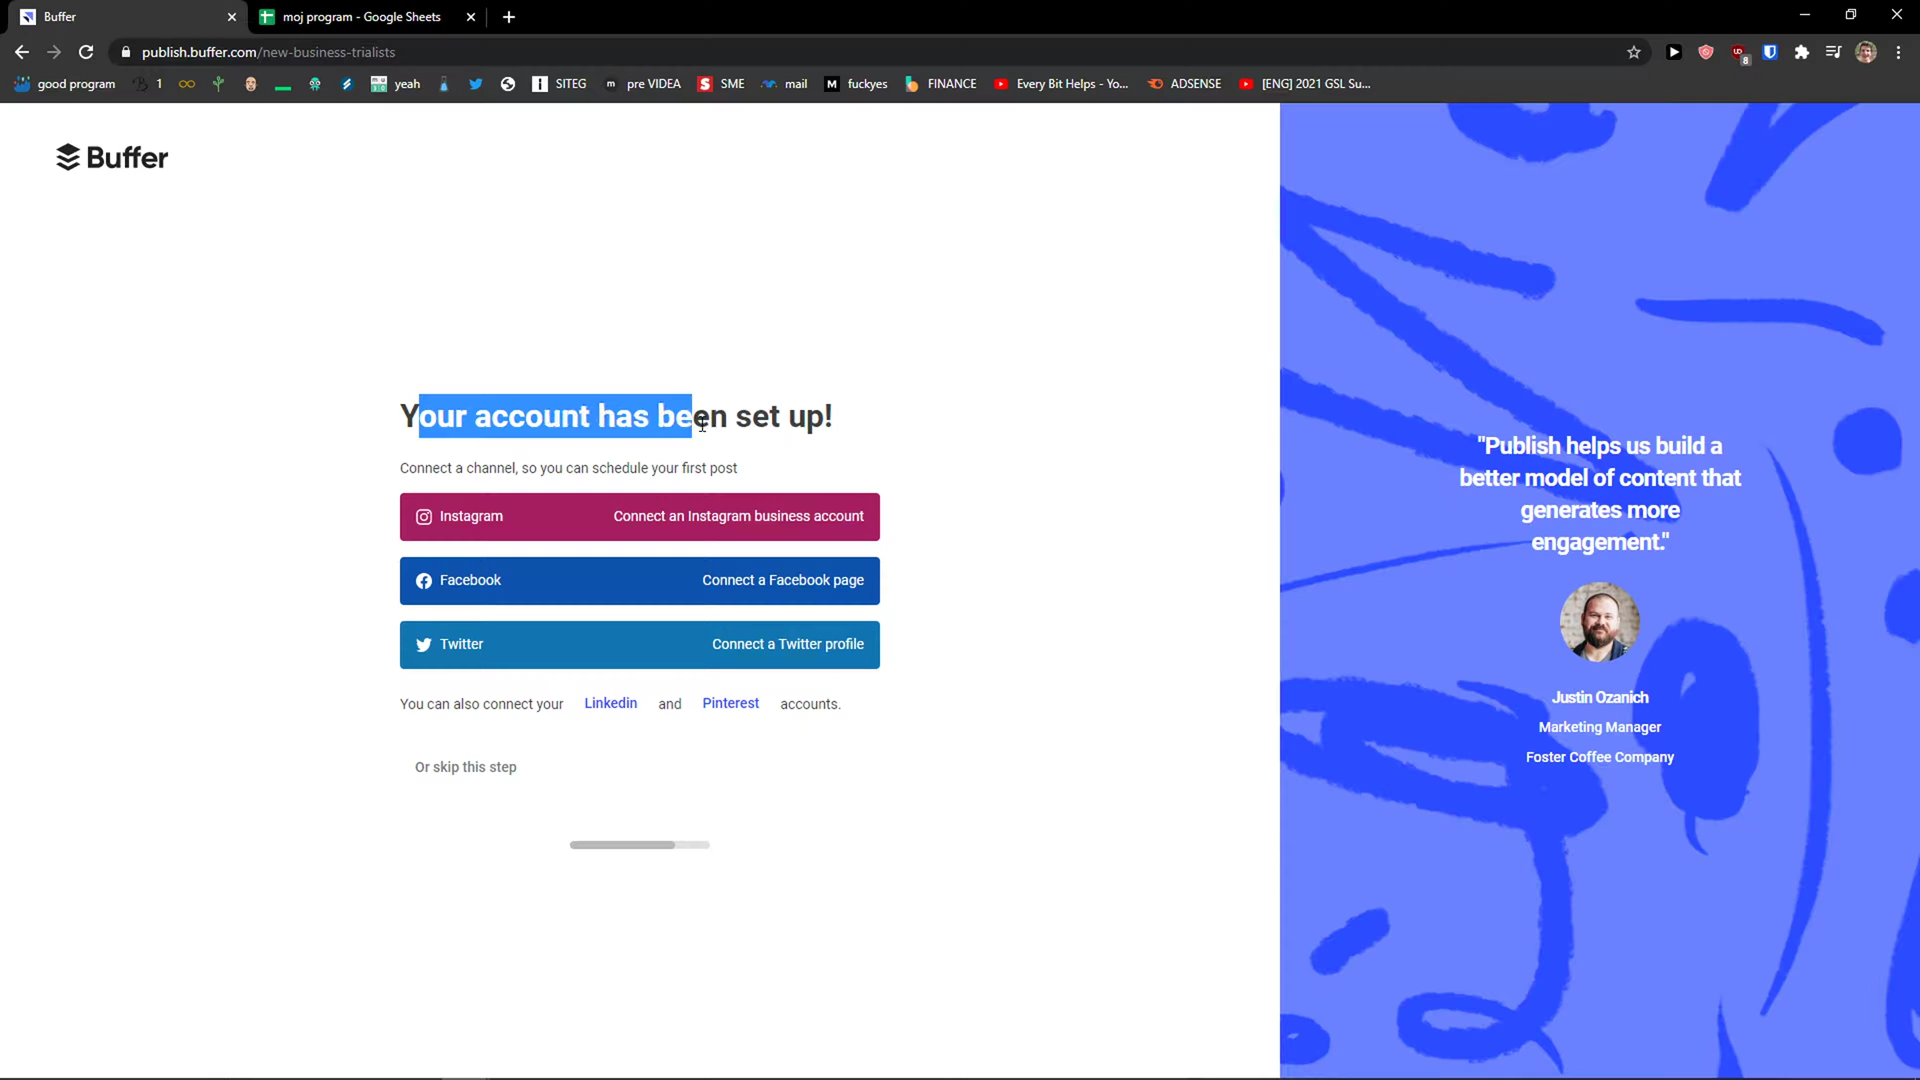 Buffer
moj program - Google Sheets
publish.buffer.com/new-business-trialists
8
good program
1
yeah
SITEG
pre VIDEA
SME
mail
fuckyes
FINANCE
Every Bit Helps - Yo...
ADSENSE
[ENG] 2021 GSL Su...
Buffer
Your account has been set up!
Connect a channel, so you can schedule your first post
Instagram Connect an Instagram business account
Facebook Connect a Facebook page
Twitter Connect a Twitter profile
You can also connect your Linkedin and Pinterest accounts.
Or skip this step
"Publish helps us build a
better model of content that
generates more
engagement."
Justin Ozanich
Marketing Manager
Foster Coffee Company